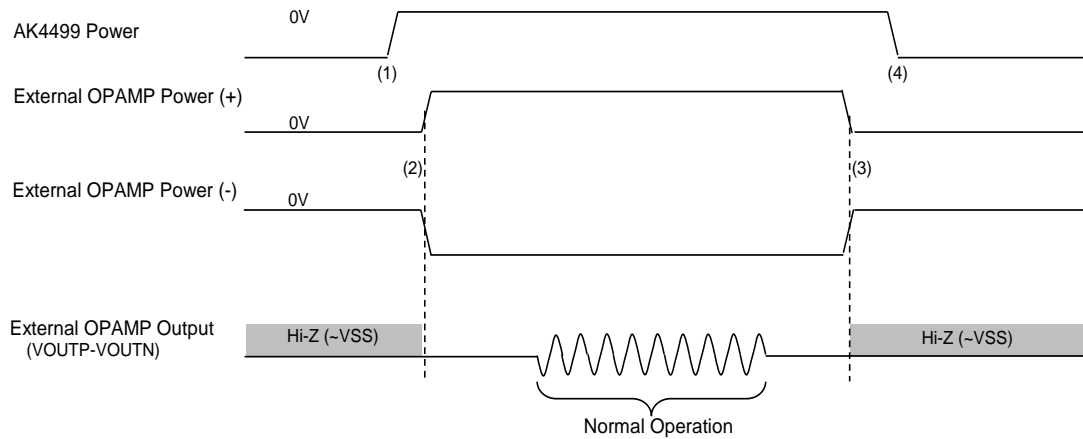 0V
AK4499 Power
(1)
(4)
External OPAMP Power (+)
0V
(2)
(3)
External OPAMP Power (-)
0V
External OPAMP Output
(VOUTP-VOUTN)
Hi-Z (~VSS)
Hi-Z (~VSS)
Normal Operation